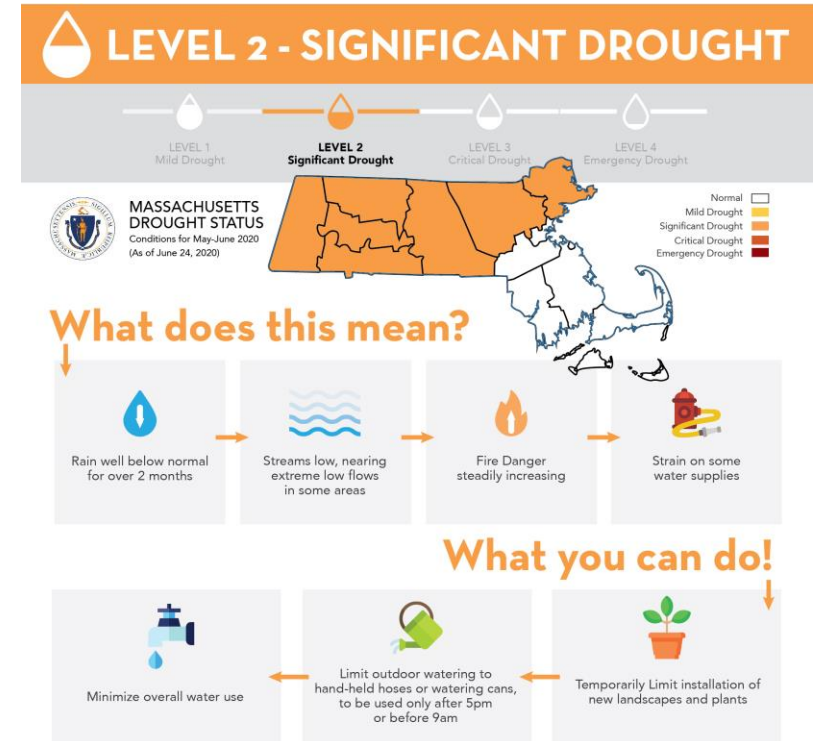 LEVEL 2 - SIGNIFICANT DROUGHT
LEVEL 1
Mild Drought
LEVEL 2
Significant Drought
LEVEL 3
Critical Drought
LEVEL 4
Emergency Drought
MASSACHUSETTS
DROUGHT STATUS
Conditions for May-June 2020
(As of June 24, 2020)
Normal
Mild Drought
Significant Drought
Critical Drought
Emergency Drought
What does this mean?
Rain well below normal
for over 2 months
Streams low, nearing
extreme low flows
in some areas
Fire Danger
steadily increasing
Strain on some
water supplies
What you can do!
Temporarily Limit installation of
new landscapes and plants
Limit outdoor watering to
hand-held hoses or watering cans,
to be used only after 5pm
or before 9am
Minimize overall water use